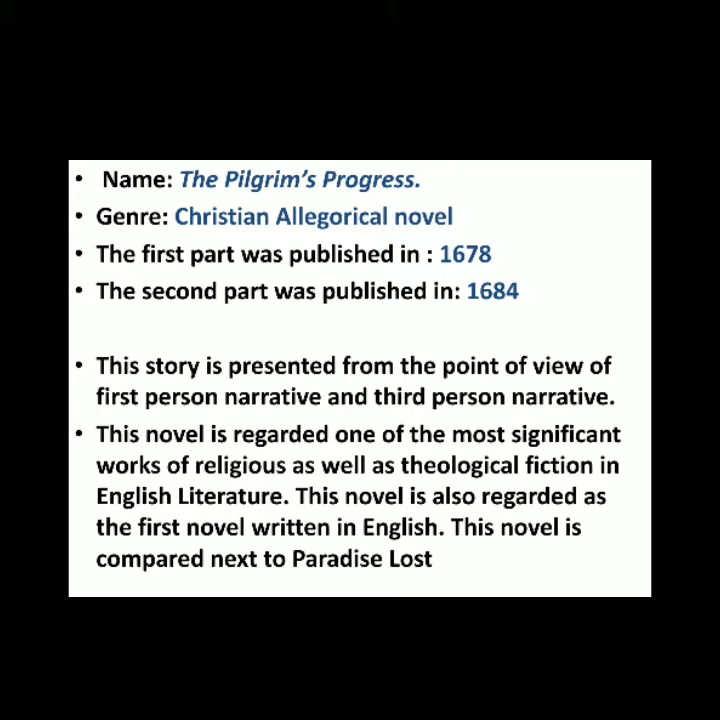 • Name: The Pilgrim's Progress.
• Genre: Christian Allegorical novel
• The first part was published in : 1678
• The second part was published in: 1684
• This story is presented from the point of view of
first person narrative and third person narrative.
• This novel is regarded one of the most significant
works of religious as well as theological fiction in
English Literature. This novel is also regarded as
the first novel written in English. This novel is
compared next to Paradise Lost